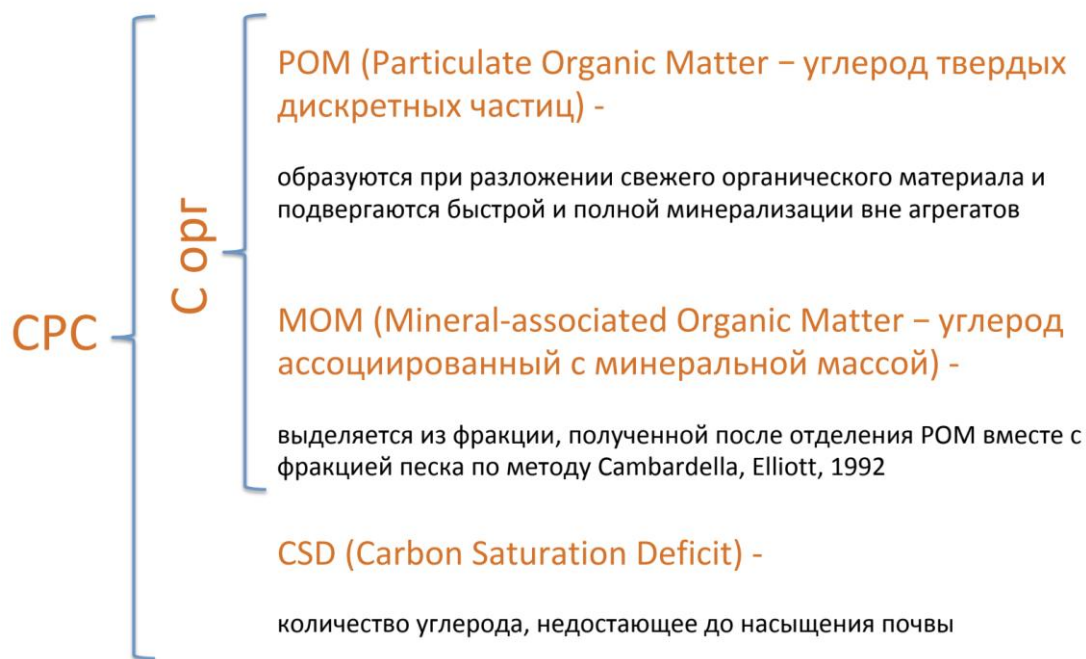 CPC
С орг
POM (Particulate Organic Matter – углерод твердых
дискретных частиц) -
образуются при разложении свежего органического материала и
подвергаются быстрой и полной минерализации вне агрегатов
MOM (Mineral-associated Organic Matter – углерод
ассоциированный с минеральной массой) -
выделяется из фракции, полученной после отделения POM вместе с
фракцией песка по методу Cambardella, Elliott, 1992
CSD (Carbon Saturation Deficit) -
количество углерода, недостающее до насыщения почвы